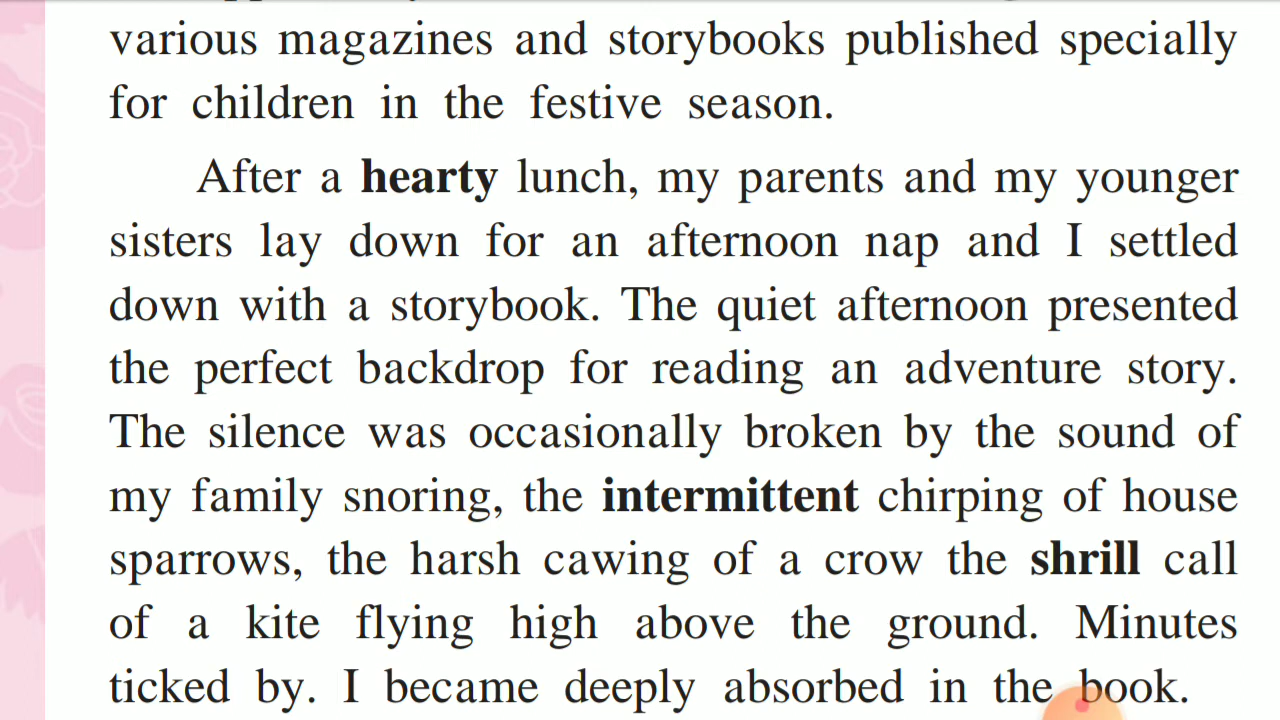 various magazines and storybooks published specially
for children in the festive season.
After a hearty lunch, my parents and my younger
sisters lay down for an afternoon nap and I settled
down with a storybook. The quiet afternoon presented
the perfect backdrop for reading an adventure story.
The silence was occasionally broken by the sound of
my family snoring, the intermittent chirping of house
sparrows, the harsh cawing of a crow the shrill call
of a kite flying high above the ground. Minutes
ticked by. I became deeply absorbed in the book.